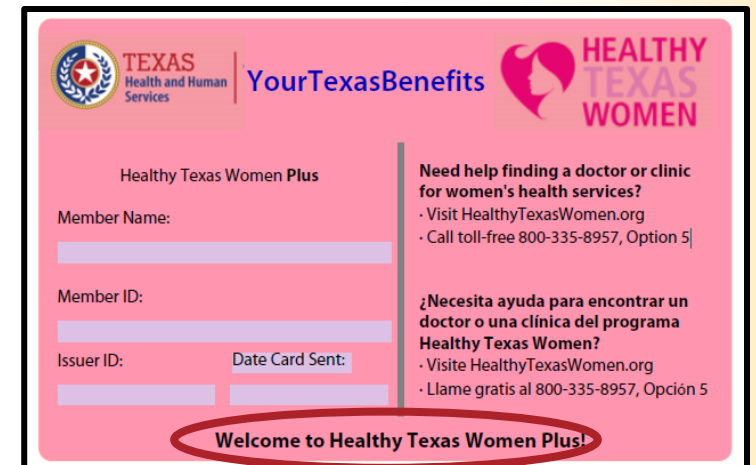 TEXAS
Health and Human
Services
YourTexasBenefits
HEALTHY
TEXAS
WOMEN
Healthy Texas Women Plus
Member Name:
Member ID:
Issuer ID:
Date Card Sent:
Need help finding a doctor or clinic
for women's health services?
· Visit HealthyTexasWomen.org
· Call toll-free 800-335-8957, Option 5
¿Necesita ayuda para encontrar un
doctor o una clínica del programa
Healthy Texas Women?
· Visite HealthyTexasWomen.org
· Llame gratis al 800-335-8957, Opción 5
Welcome to Healthy Texas Women Plus!